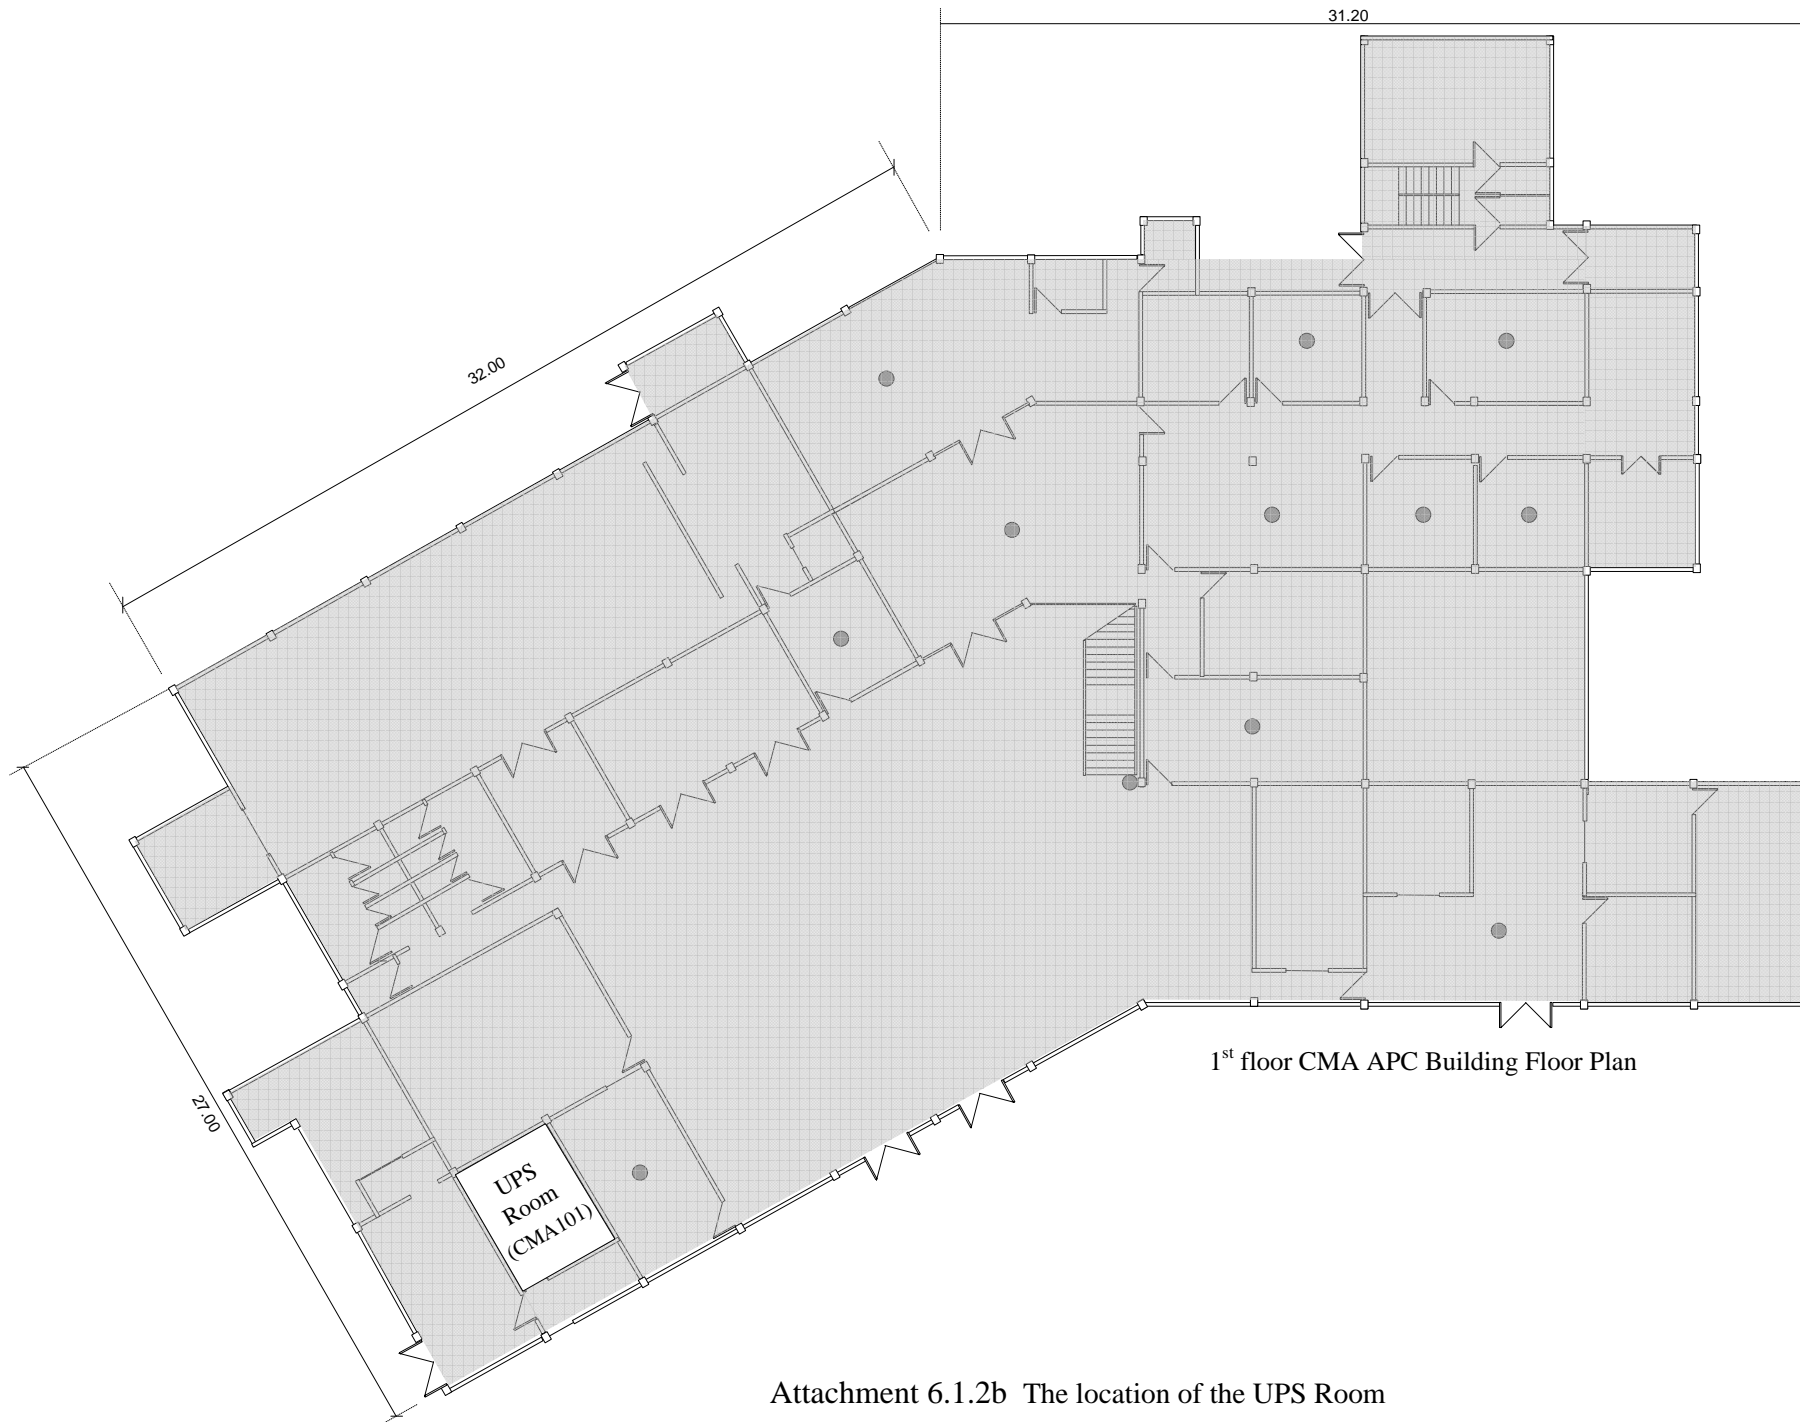 31.20
32.00
27.00
UPS
Room
(CMA101)
1st floor CMA APC Building Floor Plan
Attachment 6.1.2b The location of the UPS Room